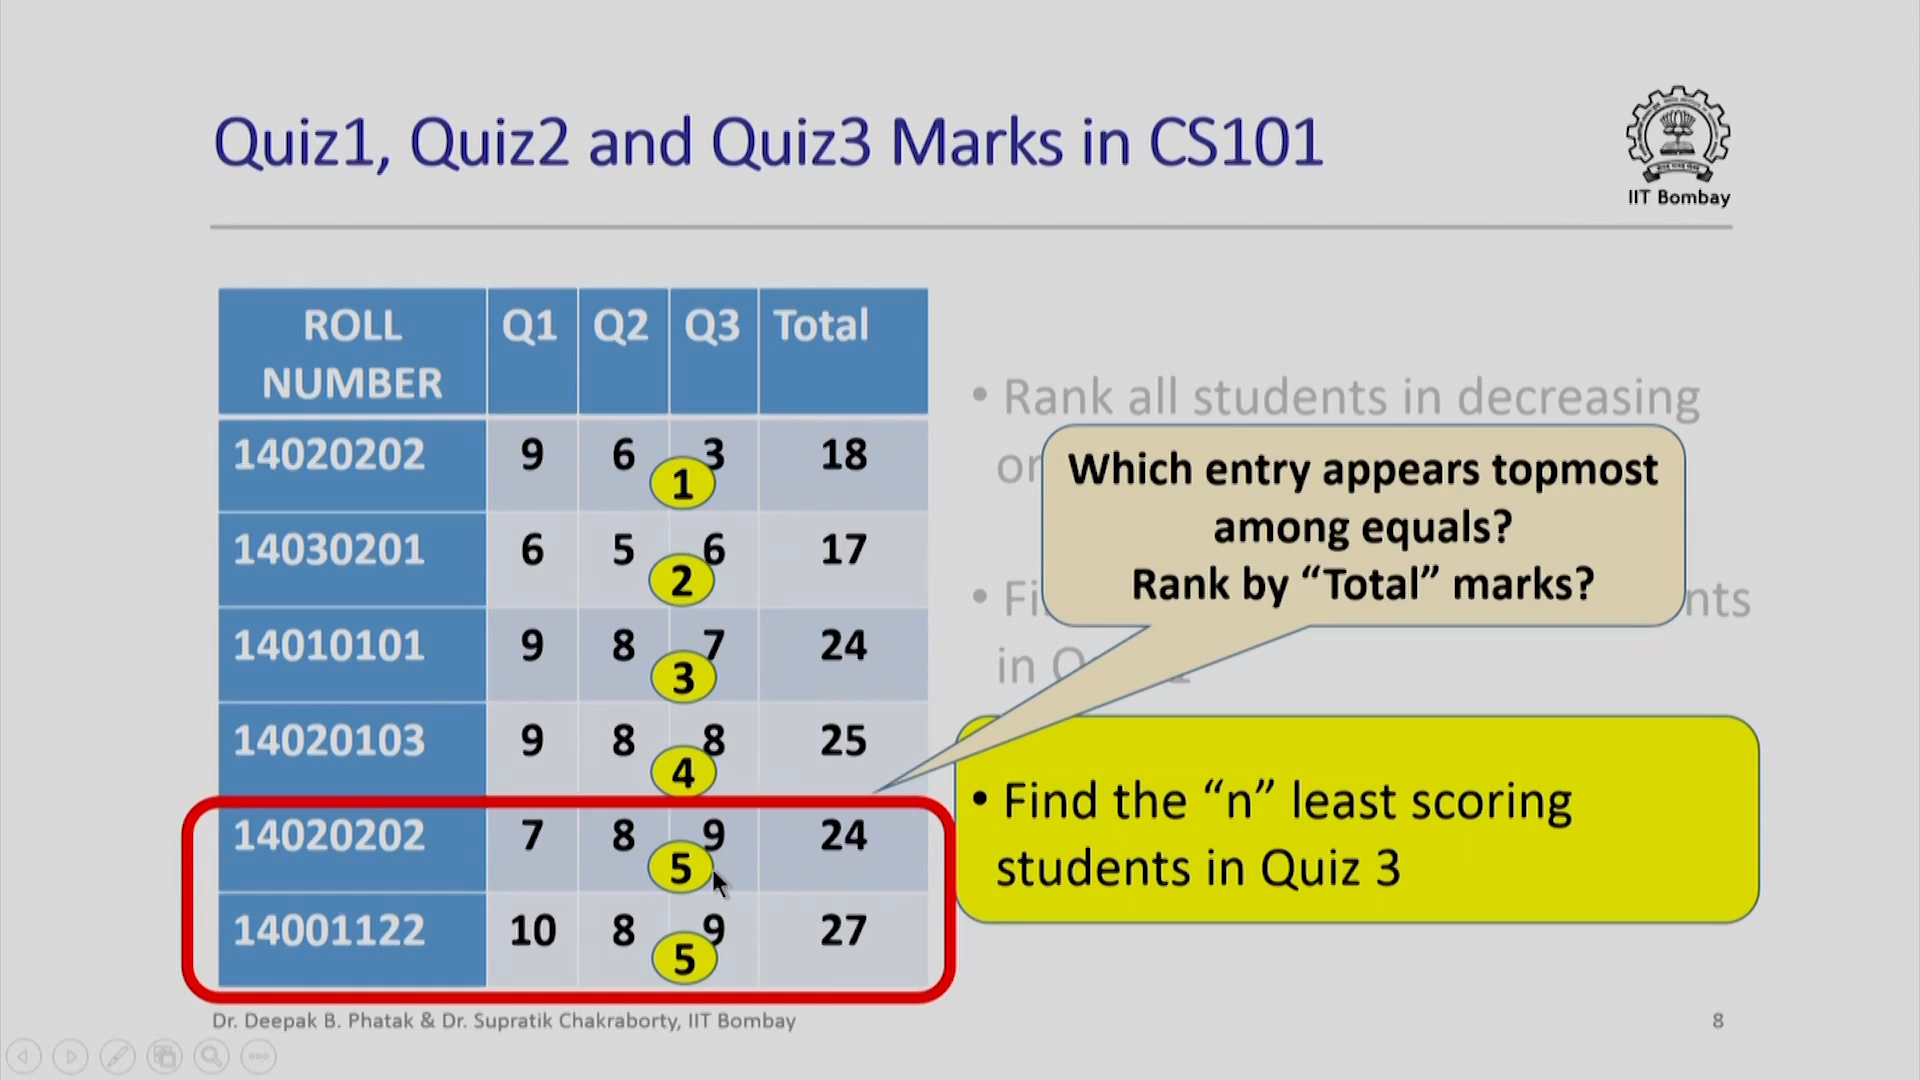 Quiz1, Quiz2 and Quiz3 Marks in CS101
IIT Bombay
ROLL NUMBER Q1 Q2 Q3 Total
14020202 9 6 3 18
1
14030201 6 5 6 17
2
14010101 9 8 7 24
3
14020103 9 8 8 25
4
14020202 7 8 9 24
5
14001122 10 8 9 27
5
• Rank all students in decreasing
or
Which entry appears topmost
among equals?
Rank by “Total” marks?
• Fi nts
in Q
• Find the “n” least scoring
students in Quiz 3
Dr. Deepak B. Phatak & Dr. Supratik Chakraborty, IIT Bombay
8